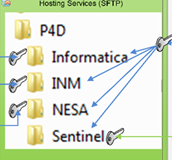 Hosting Services (SFTP)
P4D
Informatica
INM
NESA
Sentinel